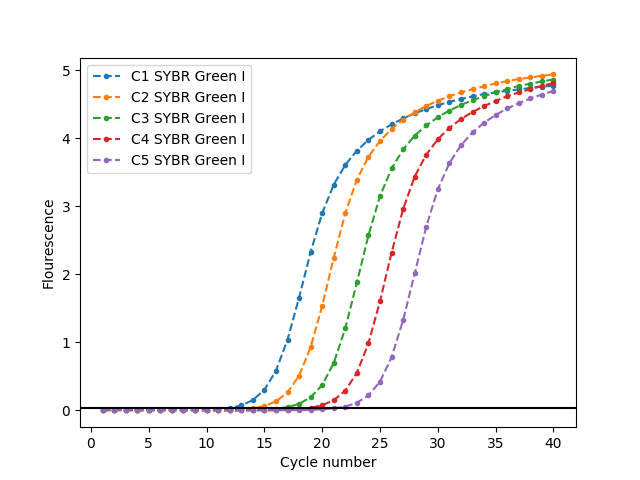 C1 SYBR Green I
C2 SYBR Green I
C3 SYBR Green I
C4 SYBR Green I
C5 SYBR Green I
Flourescence
5
4
3
2
1
0
0 5 10 15 20 25 30 35 40
Cycle number